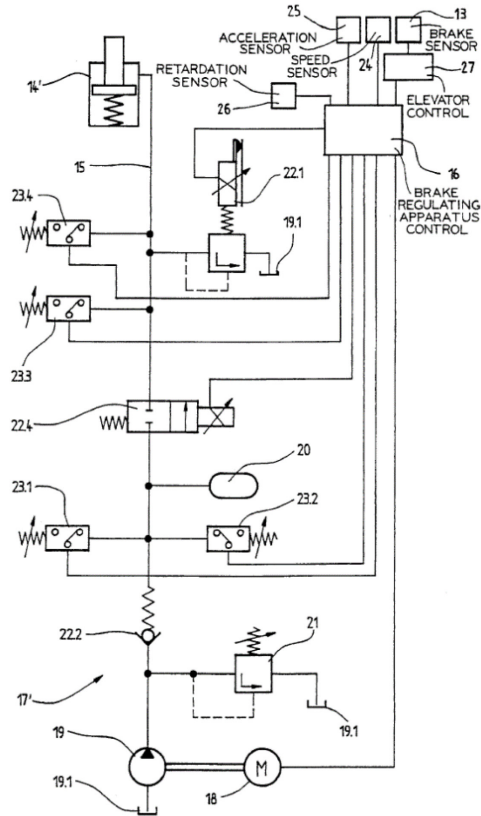 25
13
ACCELERATION
SENSOR
SPEED
SENSOR
24
BRAKE
SENSOR
27
14'
RETARDATION
SENSOR
26
ELEVATOR
CONTROL
15
16
22.1
BRAKE
REGULATING
APPARATUS
CONTROL
23.4
19.1
23.3
22.4
20
23.1
23.2
22.2
21
17'
19.1
19
M
18
19.1